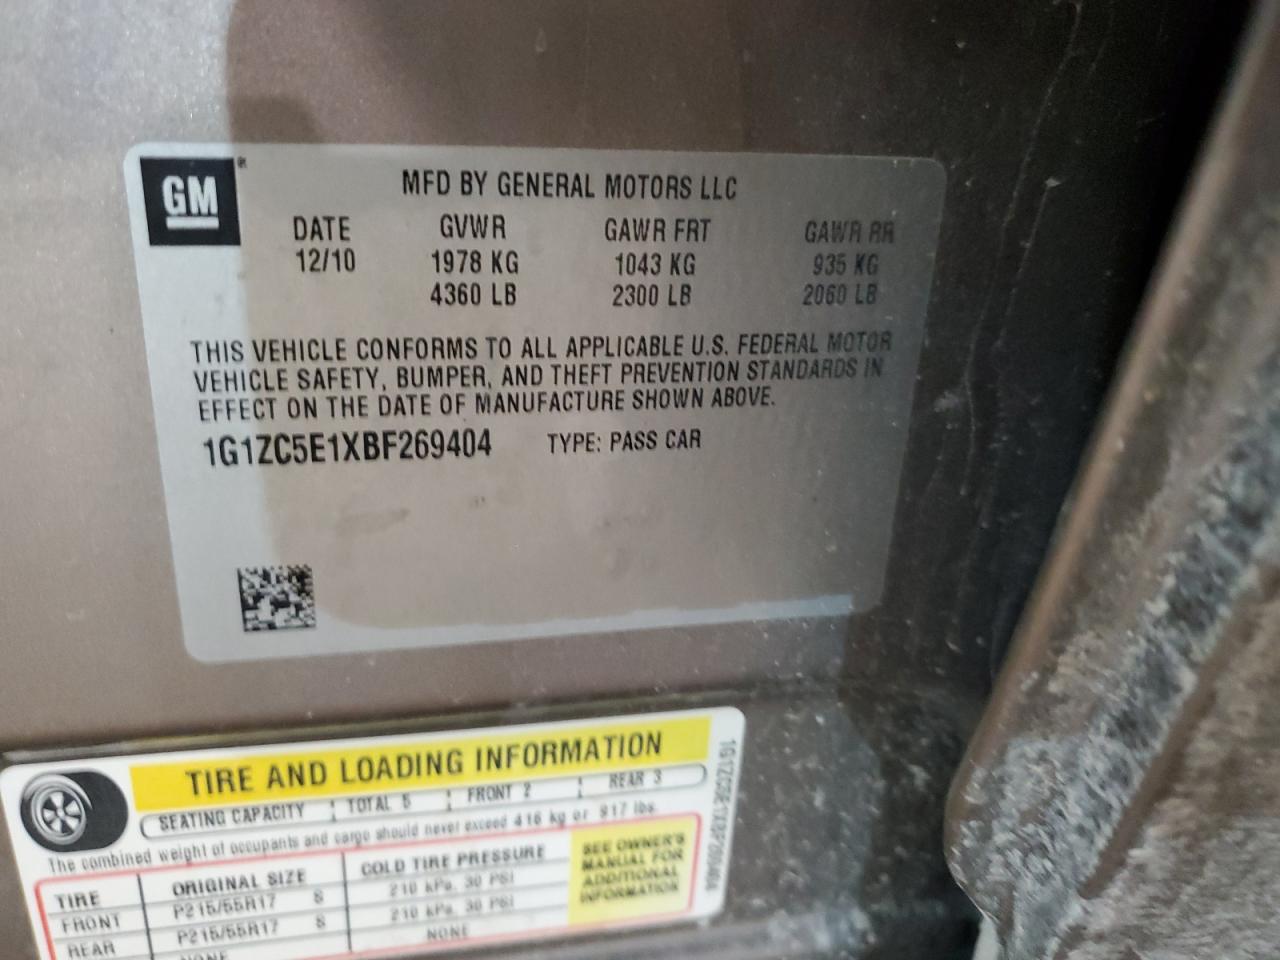 GM ®
MFD BY GENERAL MOTORS LLC
DATE GVWR GAWR FRT GAWR RR
12/10 1978 KG 1043 KG 935 KG
4360 LB 2300 LB 2060 LB
THIS VEHICLE CONFORMS TO ALL APPLICABLE U.S. FEDERAL MOTOR
VEHICLE SAFETY, BUMPER, AND THEFT PREVENTION STANDARDS IN
EFFECT ON THE DATE OF MANUFACTURE SHOWN ABOVE.
1G1ZC5E1XBF269404 TYPE: PASS CAR
TIRE AND LOADING INFORMATION
SEATING CAPACITY TOTAL 5 FRONT 2 REAR 3
The combined weight of occupants and cargo should never exceed 416 kg or 917 lbs.
TIRE ORIGINAL SIZE COLD TIRE PRESSURE
FRONT P215/55R17 S 210 kPa, 30 PSI
REAR P215/55R17 S 210 kPa, 30 PSI
NONE NONE
SEE OWNER'S
MANUAL FOR
ADDITIONAL
INFORMATION
1G1ZC5E1XBF269404